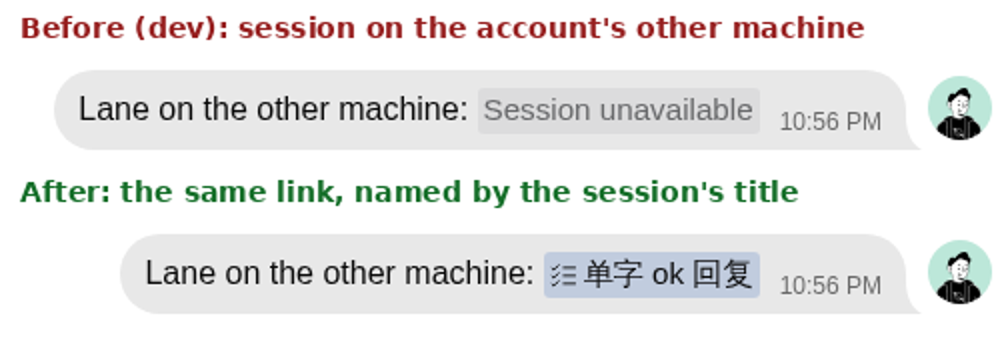 Before (dev): session on the account's other machine
Lane on the other machine: Session unavailable 10:56 PM
After: the same link, named by the session's title
Lane on the other machine: 单字 ok 回复 10:56 PM